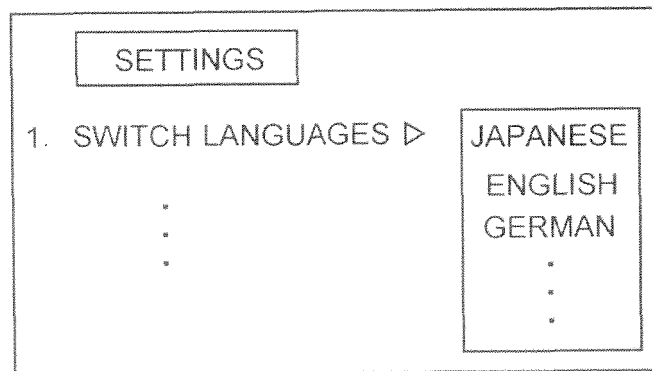 SETTINGS
1. SWITCH LANGUAGES ▷
JAPANESE
ENGLISH
GERMAN